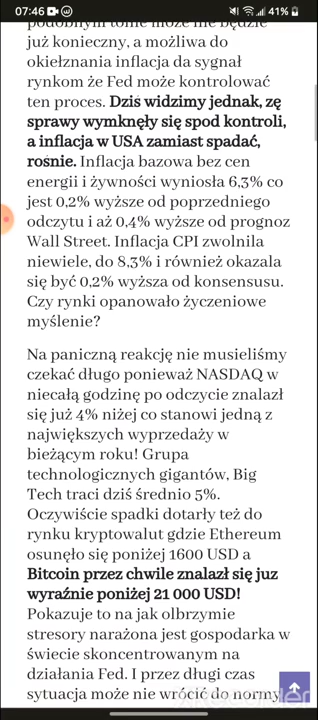 07:46 41%
podobnym tonie może nie będzie
już konieczny, a możliwa do
okiełznania inflacja da sygnał
rynkom że Fed może kontrolować
ten proces. Dziś widzimy jednak, zę
sprawy wymknęły się spod kontroli,
a inflacja w USA zamiast spadać,
rośnie. Inflacja bazowa bez cen
energii i żywności wyniosła 6,3% co
jest 0,2% wyższe od poprzedniego
odczytu i aż 0,4% wyższe od prognoz
Wall Street. Inflacja CPI zwolniła
niewiele, do 8,3% i również okazała
się być 0,2% wyższa od konsensusu.
Czy rynki opanowało życzeniowe
myślenie?
Na paniczną reakcję nie musieliśmy
czekać długo ponieważ NASDAQ w
niecałą godzinę po odczycie znalazł
się już 4% niżej co stanowi jedną z
największych wyprzedaży w
bieżącym roku! Grupa
technologicznych gigantów, Big
Tech traci dziś średnio 5%.
Oczywiście spadki dotarły też do
rynku kryptowalut gdzie Ethereum
osunęło się poniżej 1600 USD a
Bitcoin przez chwile znalazł się juz
wyraźnie poniżej 21 000 USD!
Pokazuje to na jak olbrzymie
stresory narażona jest gospodarka w
świecie skoncentrowanym na
działania Fed. I przez długi czas
sytuacja może nie wrócić do normy